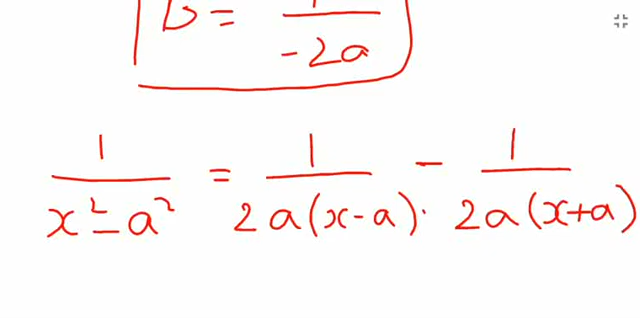 B = 1/-2a
1/(x²-a²) = 1/(2a(x-a)) - 1/(2a(x+a))